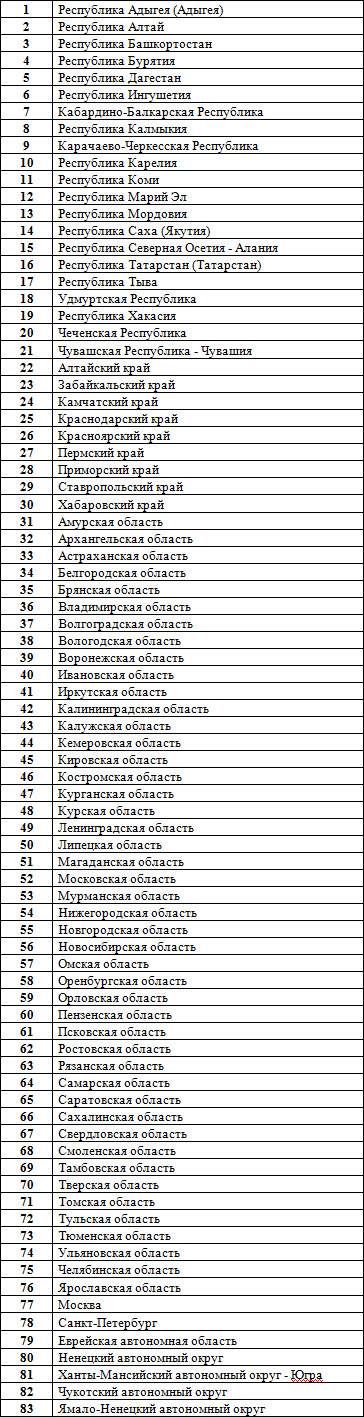 1 Республика Адыгея (Адыгея)
2 Республика Алтай
3 Республика Башкортостан
4 Республика Бурятия
5 Республика Дагестан
6 Республика Ингушетия
7 Кабардино-Балкарская Республика
8 Республика Калмыкия
9 Карачаево-Черкесская Республика
10 Республика Карелия
11 Республика Коми
12 Республика Марий Эл
13 Республика Мордовия
14 Республика Саха (Якутия)
15 Республика Северная Осетия - Алания
16 Республика Татарстан (Татарстан)
17 Республика Тыва
18 Удмуртская Республика
19 Республика Хакасия
20 Чеченская Республика
21 Чувашская Республика - Чувашия
22 Алтайский край
23 Забайкальский край
24 Камчатский край
25 Краснодарский край
26 Красноярский край
27 Пермский край
28 Приморский край
29 Ставропольский край
30 Хабаровский край
31 Амурская область
32 Архангельская область
33 Астраханская область
34 Белгородская область
35 Брянская область
36 Владимирская область
37 Волгоградская область
38 Вологодская область
39 Воронежская область
40 Ивановская область
41 Иркутская область
42 Калининградская область
43 Калужская область
44 Кемеровская область
45 Кировская область
46 Костромская область
47 Курганская область
48 Курская область
49 Ленинградская область
50 Липецкая область
51 Магаданская область
52 Московская область
53 Мурманская область
54 Нижегородская область
55 Новгородская область
56 Новосибирская область
57 Омская область
58 Оренбургская область
59 Орловская область
60 Пензенская область
61 Псковская область
62 Ростовская область
63 Рязанская область
64 Самарская область
65 Саратовская область
66 Сахалинская область
67 Свердловская область
68 Смоленская область
69 Тамбовская область
70 Тверская область
71 Томская область
72 Тульская область
73 Тюменская область
74 Ульяновская область
75 Челябинская область
76 Ярославская область
77 Москва
78 Санкт-Петербург
79 Еврейская автономная область
80 Ненецкий автономный округ
81 Ханты-Мансийский автономный округ - Югра
82 Чукотский автономный округ
83 Ямало-Ненецкий автономный округ